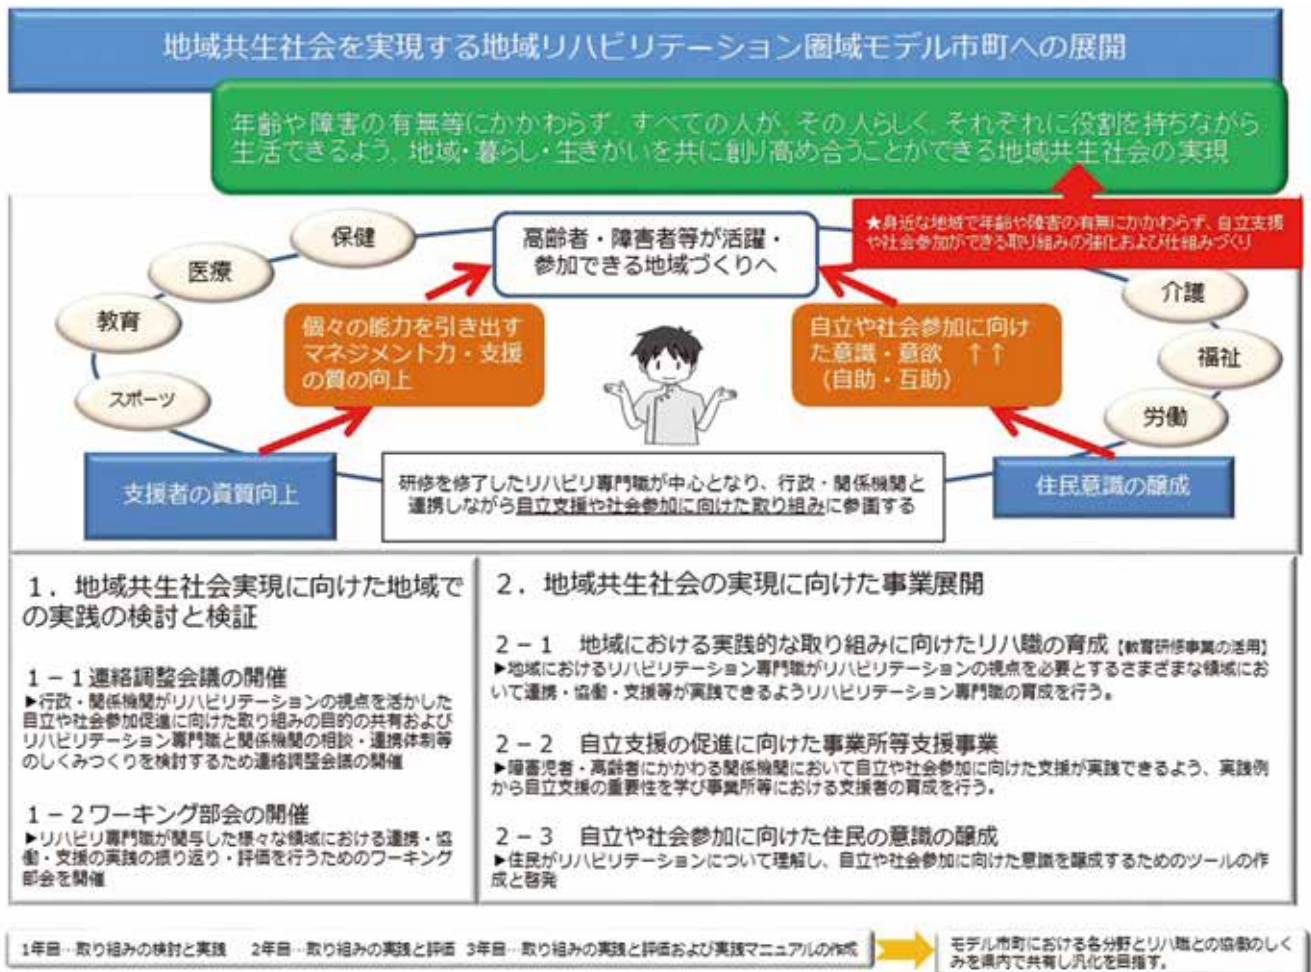 地域共生社会を実現する地域リハビリテーション圏域モデル市町への展開
年齢や障害の有無等にかかわらず、すべての人が、その人らしく、それぞれに役割を持ちながら
生活できるよう、地域・暮らし・生きがいを共に創り高め合うことができる地域共生社会の実現
★身近な地域で年齢や障害の有無にかかわらず、自立支援
や社会参加ができる取り組みの強化および仕組みづくり
高齢者・障害者等が活躍・
参加できる地域づくりへ
保健
医療
教育
スポーツ
介護
福祉
労働
個々の能力を引き出す
マネジメント力・支援
の質の向上
自立や社会参加に向け
た意識・意欲 ↑↑
（自助・互助）
支援者の資質向上
研修を修了したリハビリ専門職が中心となり、行政・関係機関と
連携しながら自立支援や社会参加に向けた取り組みに参画する
住民意識の醸成
1．地域共生社会実現に向けた地域で
の実践の検討と検証
1－1連絡調整会議の開催
▶行政・関係機関がリハビリテーションの視点を活かした
自立や社会参加促進に向けた取り組みの目的の共有および
リハビリテーション専門職と関係機関の相談・連携体制等
のしくみつくりを検討するため連絡調整会議の開催
1－2ワーキング部会の開催
▶リハビリ専門職が関与した様々な領域における連携・協
働・支援の実践の振り返り・評価を行うためのワーキング
部会を開催
2．地域共生社会の実現に向けた事業展開
2－1 地域における実践的な取り組みに向けたリハ職の育成【教育研修事業の活用】
▶地域におけるリハビリテーション専門職がリハビリテーションの視点を必要とするさまざまな領域にお
いて連携・協働・支援等が実践できるようリハビリテーション専門職の育成を行う。
2－2 自立支援の促進に向けた事業所等支援事業
▶障害児者・高齢者にかかわる関係機関において自立や社会参加に向けた支援が実践できるよう、実践例
から自立支援の重要性を学び事業所等における支援者の育成を行う。
2－3 自立や社会参加に向けた住民の意識の醸成
▶住民がリハビリテーションについて理解し、自立や社会参加に向けた意識を醸成するためのツールの作
成と啓発
1年目…取り組みの検討と実践 2年目…取り組みの実践と評価 3年目…取り組みの実践と評価および実践マニュアルの作成
モデル市町における各分野とリハ職との協働のしく
みを県内で共有し汎化を目指す。